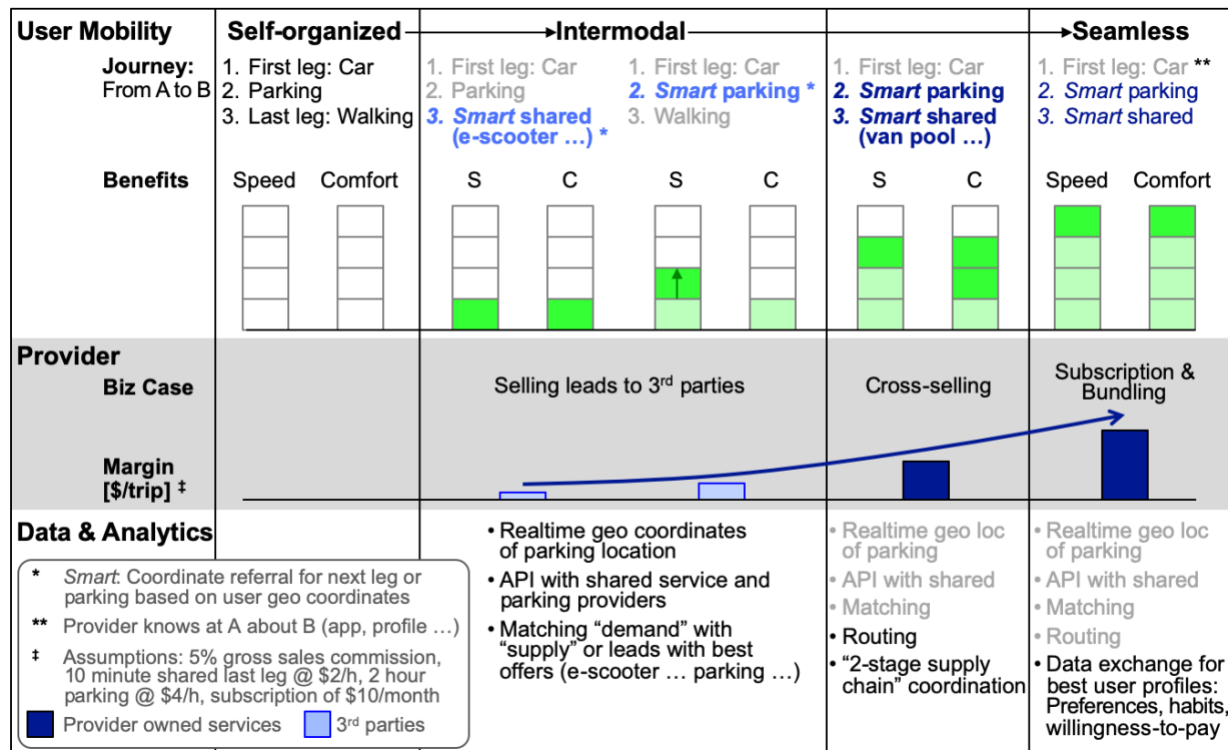 User Mobility
Self-organized
Intermodal
Seamless
Journey:
From A to B
1. First leg: Car
2. Parking
3. Last leg: Walking
1. First leg: Car
2. Parking
3. Smart shared
(e-scooter …) *
1. First leg: Car
2. Smart parking *
3. Walking
1. First leg: Car
2. Smart parking
3. Smart shared
(van pool …)
1. First leg: Car **
2. Smart parking
3. Smart shared
Benefits
Speed Comfort
S C
S C
S C
Speed Comfort
Provider
Biz Case
Selling leads to 3rd parties
Cross-selling
Subscription &
Bundling
Margin
[$/trip] ‡
Data & Analytics
* Smart: Coordinate referral for next leg or
parking based on user geo coordinates
** Provider knows at A about B (app, profile …)
‡ Assumptions: 5% gross sales commission,
10 minute shared last leg @ $2/h, 2 hour
parking @ $4/h, subscription of $10/month
Provider owned services
3rd parties
• Realtime geo coordinates
of parking location
• API with shared service and
parking providers
• Matching “demand” with
“supply” or leads with best
offers (e-scooter … parking …)
• Realtime geo loc
of parking
• API with shared
• Matching
• Routing
• “2-stage supply
chain” coordination
• Realtime geo loc
of parking
• API with shared
• Matching
• Routing
• Data exchange for
best user profiles:
Preferences, habits,
willingness-to-pay